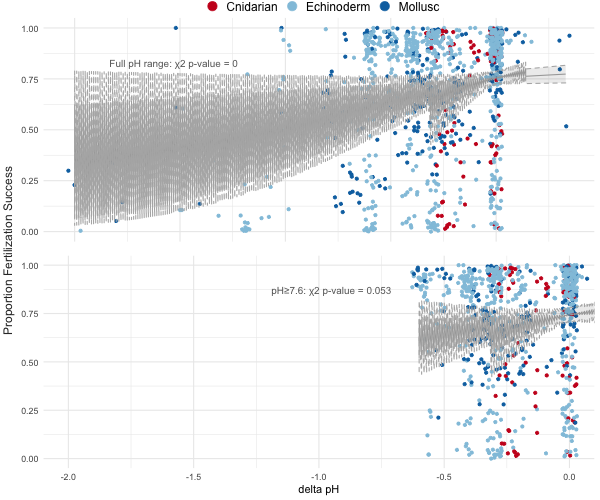 Cnidarian Echinoderm Mollusc
1.00
Full pH range: χ2 p-value = 0
0.75
0.50
0.25
0.00
Proportion Fertilization Success
1.00
pH≥7.6: χ2 p-value = 0.053
0.75
0.50
0.25
0.00
-2.0 -1.5 -1.0 -0.5 0.0
delta pH